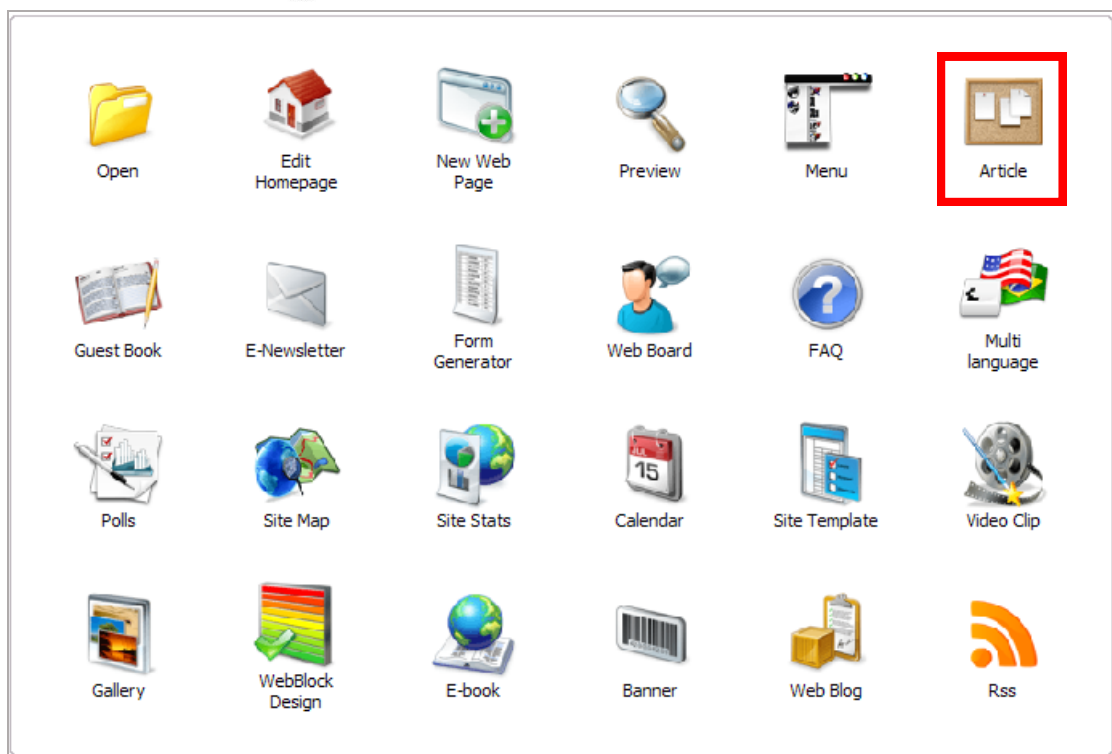 Open
Edit
Homepage
New Web
Page
Preview
Menu
Article
Guest Book
E-Newsletter
Form
Generator
Web Board
FAQ
Multi
language
Polls
Site Map
Site Stats
JUL
15
Calendar
Site Template
Video Clip
Gallery
WebBlock
Design
E-book
Banner
Web Blog
Rss